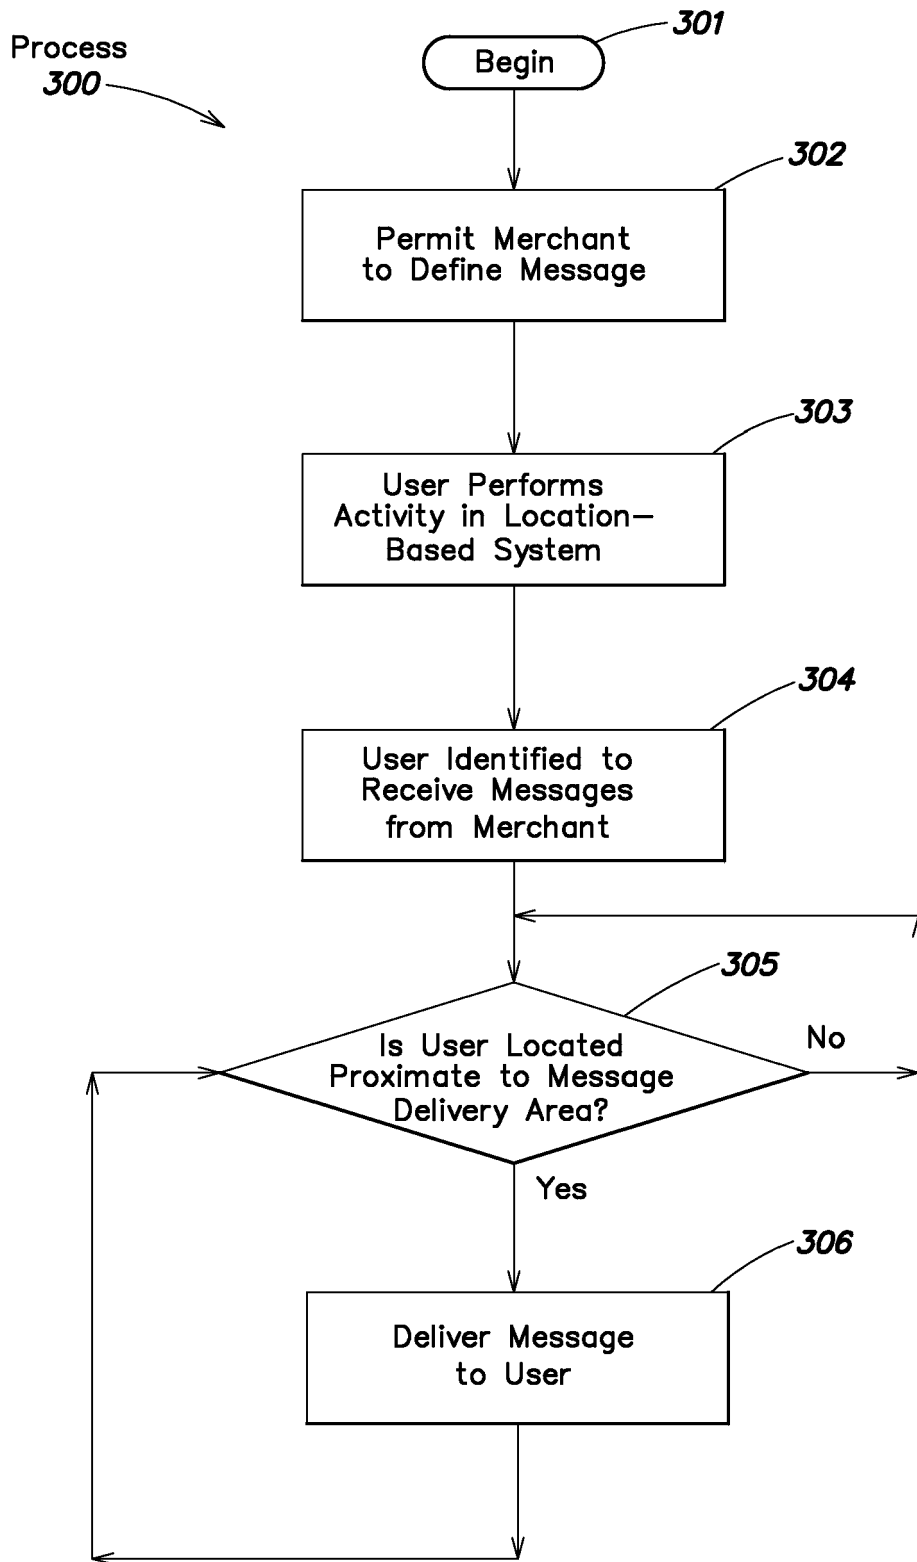 Process
300
301
Begin
302
Permit Merchant
to Define Message
303
User Performs
Activity in Location–
Based System
304
User Identified to
Receive Messages
from Merchant
305
Is User Located
Proximate to Message
Delivery Area?
No
Yes
306
Deliver Message
to User